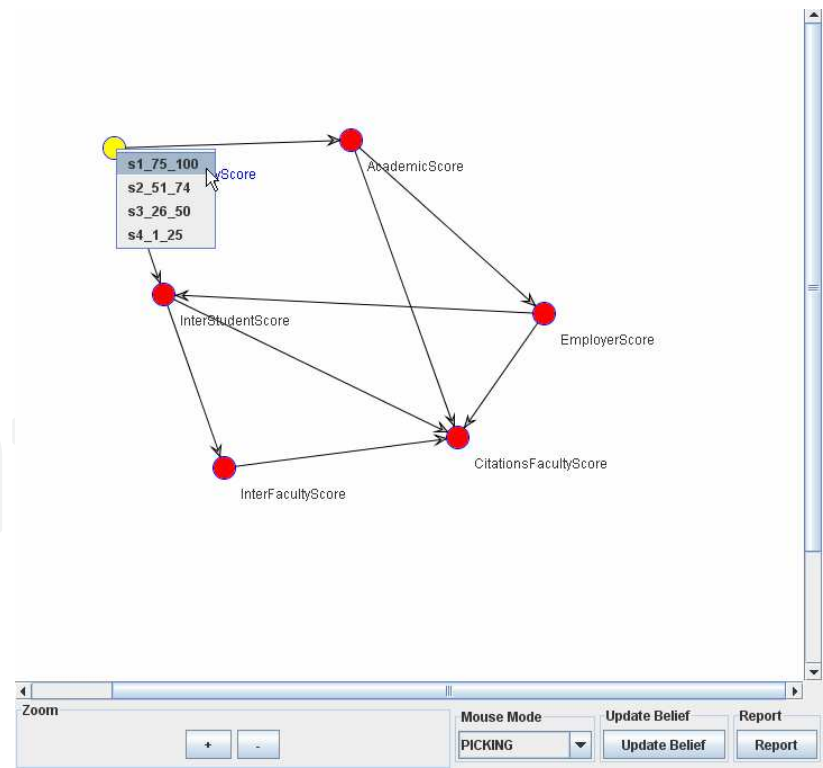 AcademicScore
s1_75_100
yScore
s2_51_74
s3_26_50
s4_1_25
InterStudentScore
EmployerScore
CitationsFacultyScore
InterFacultyScore
Zoom
+
-
Mouse Mode
PICKING
Update Belief
Update Belief
Report
Report